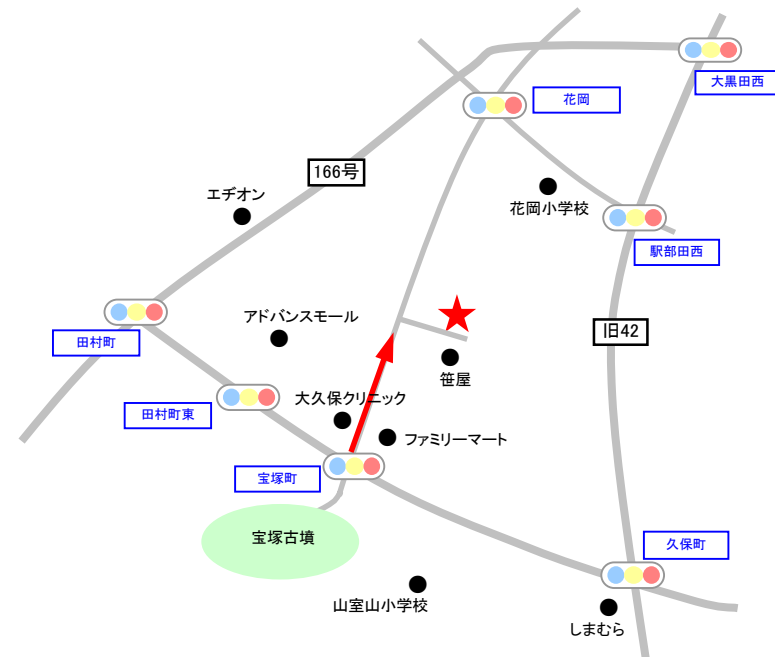 大黒田西
花岡
166号
エヂオン
花岡小学校
駅部田西
アドバンスモール
旧42
田村町
笹屋
大久保クリニック
田村町東
ファミリーマート
宝塚町
宝塚古墳
久保町
山室山小学校
しまむら